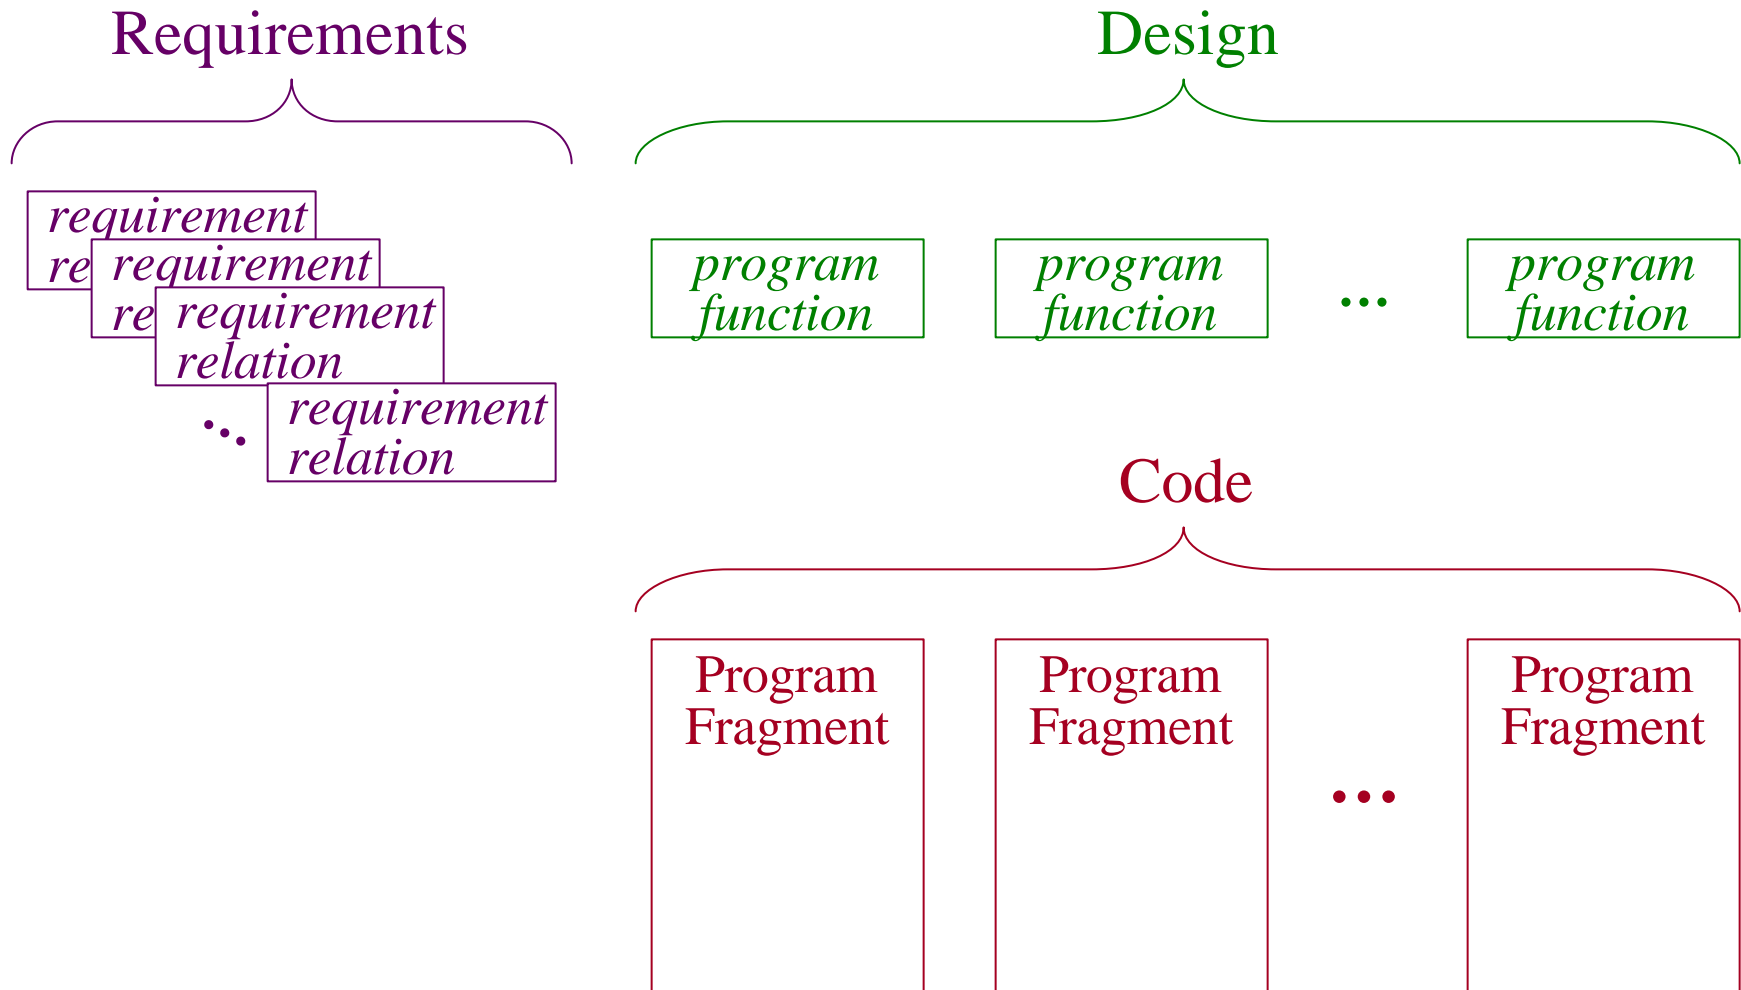 Requirements
requirement
re
requirement
re
requirement
relation
...
requirement
relation
Design
program
function
program
function
...
program
function
Code
Program
Fragment
Program
Fragment
...
Program
Fragment